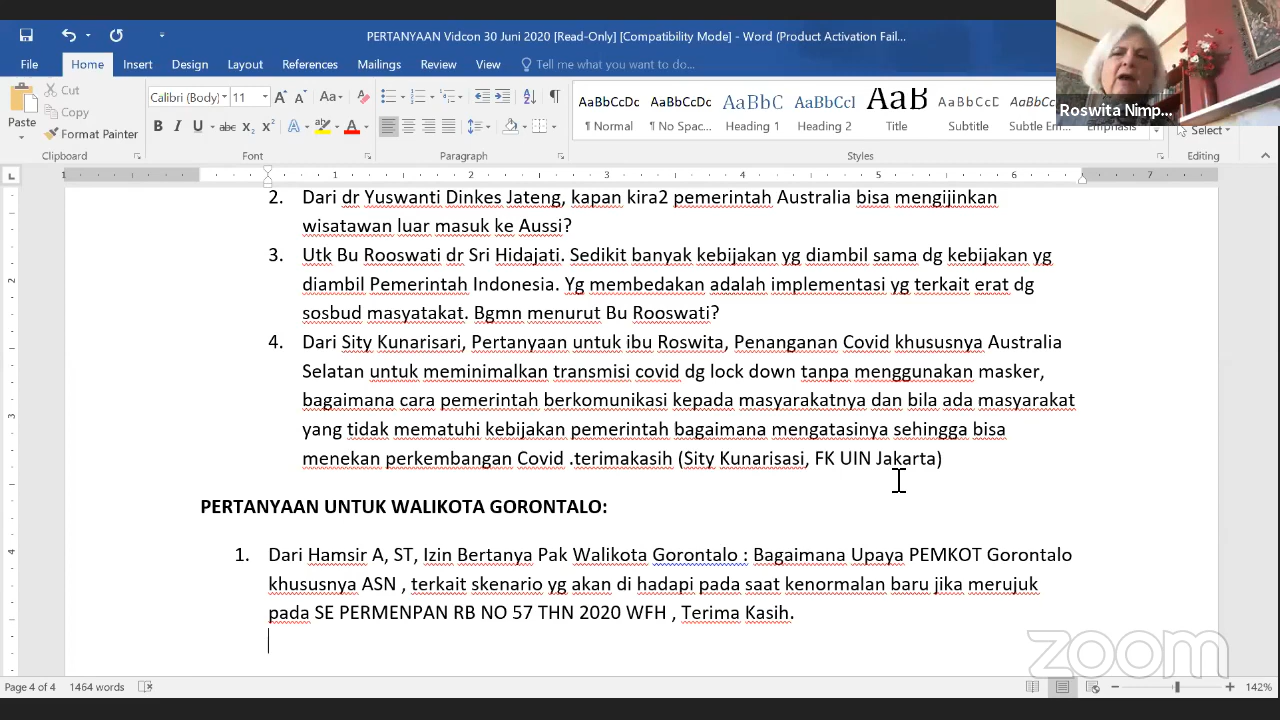 PERTANYAAN Vidcon 30 Juni 2020 [Read-Only] [Compatibility Mode] - Word (Product Activation Fail...
File Home Insert Design Layout References Mailings Review View Tell me what you want to do...
Roswita Nimp...
Paste
Cut
Copy
Format Painter
Calibri (Body) 11
AaBbCcDc AaBbCcDc AaBbC AaBbCcI AaB AaBbCcD AaBbCc
¶ Normal ¶ No Spac... Heading 1 Heading 2 Title Subtitle Subtle Em... Emphasis
Select
Clipboard Font Paragraph Styles Editing
2. Dari dr Yuswanti Dinkes Jateng, kapan kira2 pemerintah Australia bisa mengijinkan
wisatawan luar masuk ke Aussi?
3. Utk Bu Rooswati dr Sri Hidajati. Sedikit banyak kebijakan yg diambil sama dg kebijakan yg
diambil Pemerintah Indonesia. Yg membedakan adalah implementasi yg terkait erat dg
sosbud masyatakat. Bgmn menurut Bu Rooswati?
4. Dari Sity Kunarisari, Pertanyaan untuk ibu Roswita, Penanganan Covid khususnya Australia
Selatan untuk meminimalkan transmisi covid dg lock down tanpa menggunakan masker,
bagaimana cara pemerintah berkomunikasi kepada masyarakatnya dan bila ada masyarakat
yang tidak mematuhi kebijakan pemerintah bagaimana mengatasinya sehingga bisa
menekan perkembangan Covid .terimakasih (Sity Kunarisasi, FK UIN Jakarta)
PERTANYAAN UNTUK WALIKOTA GORONTALO:
1. Dari Hamsir A, ST, Izin Bertanya Pak Walikota Gorontalo : Bagaimana Upaya PEMKOT Gorontalo
khususnya ASN , terkait skenario yg akan di hadapi pada saat kenormalan baru jika merujuk
pada SE PERMENPAN RB NO 57 THN 2020 WFH , Terima Kasih.
zoom
Page 4 of 4 1464 words 142%